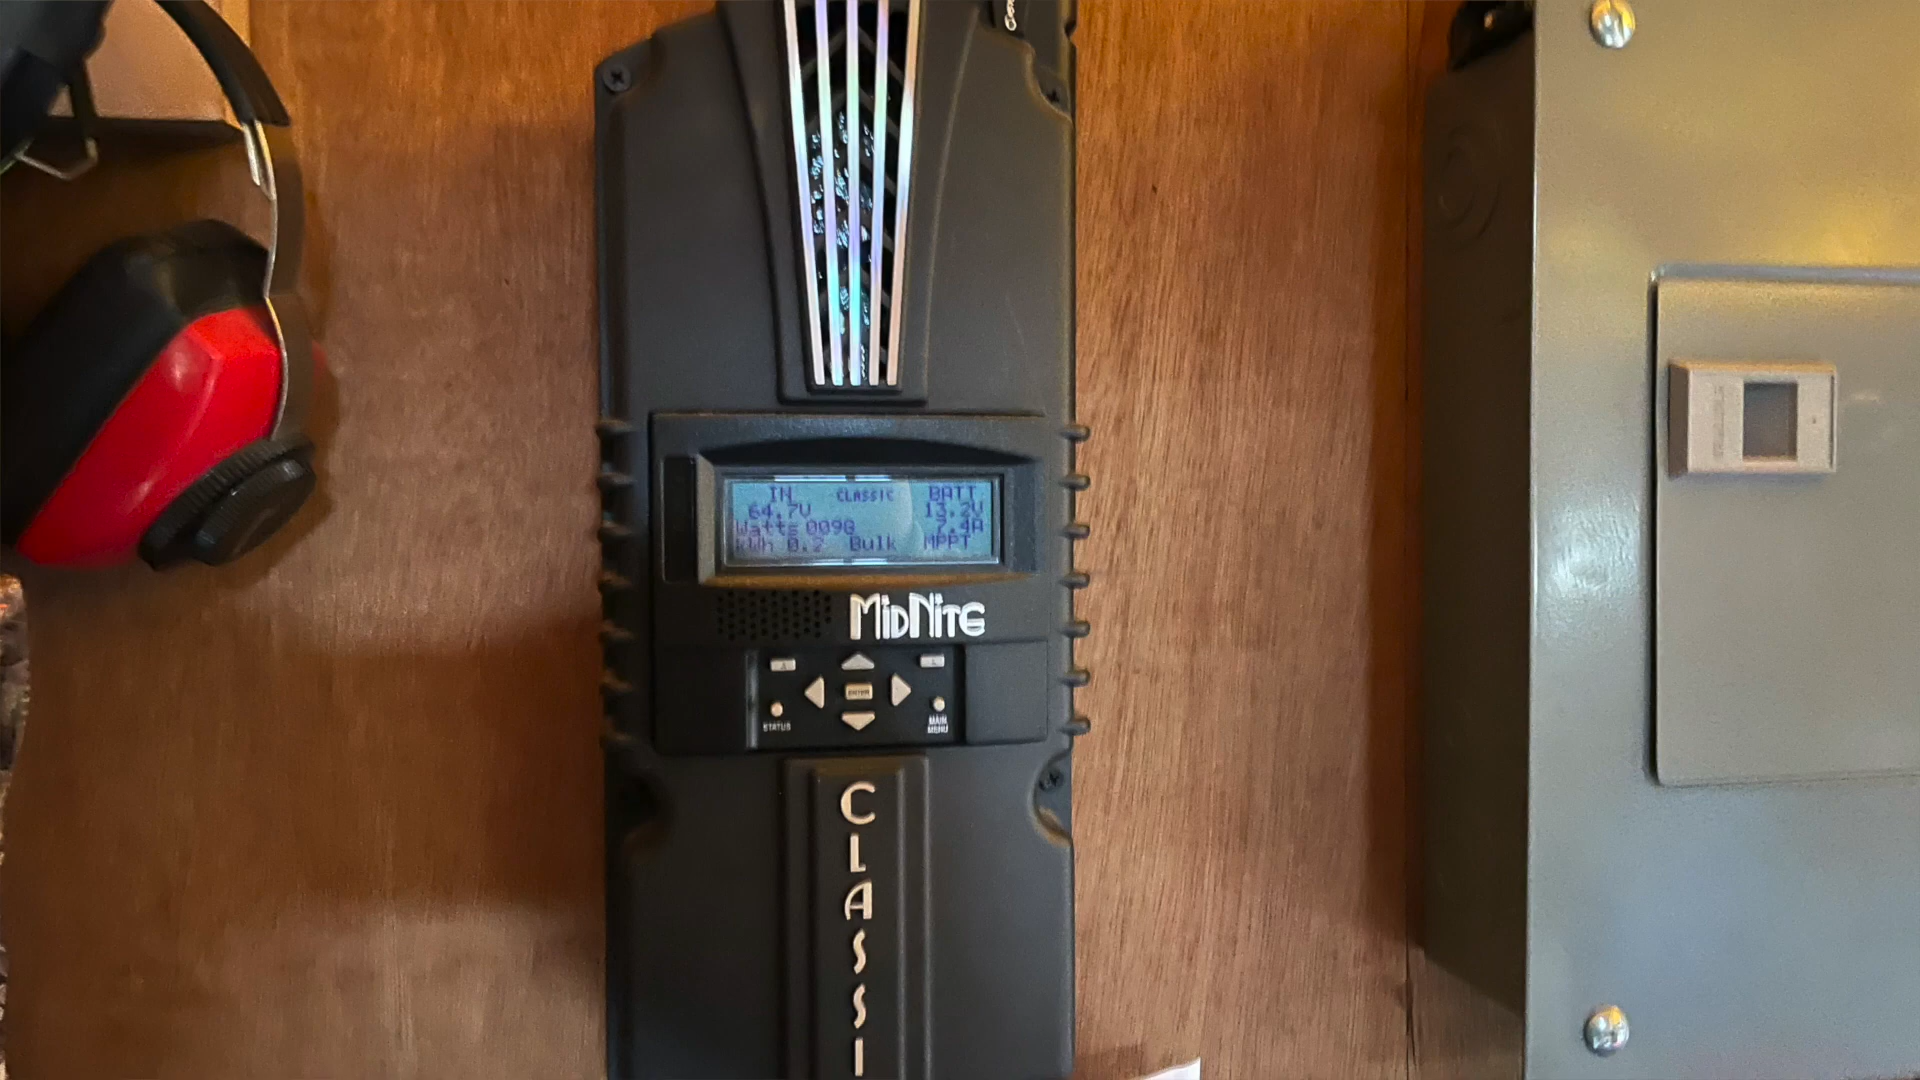 IN CLASSIC BATT
64.7V 13.2V
Watts 0098 7.4A
kWh 0.2 Bulk MPPT
MidNite
A L
ENTER
STATUS MAIN MENU
CLASSI